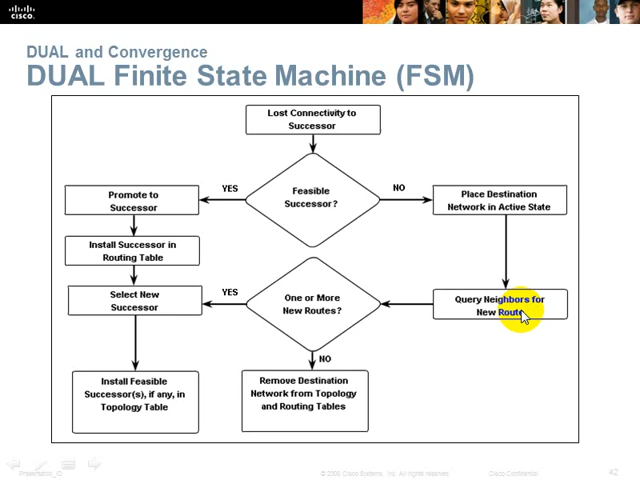 CISCO
DUAL and Convergence
DUAL Finite State Machine (FSM)
Lost Connectivity to
Successor
Feasible
Successor?
YES
NO
Promote to
Successor
Place Destination
Network in Active State
Install Successor in
Routing Table
Select New
Successor
YES
One or More
New Routes?
Query Neighbors for
New Route
NO
Install Feasible
Successor(s), if any, in
Topology Table
Remove Destination
Network from Topology
and Routing Tables
Presentation_ID
Cisco Systems, Inc. All rights reserved.
Cisco Confidential
42